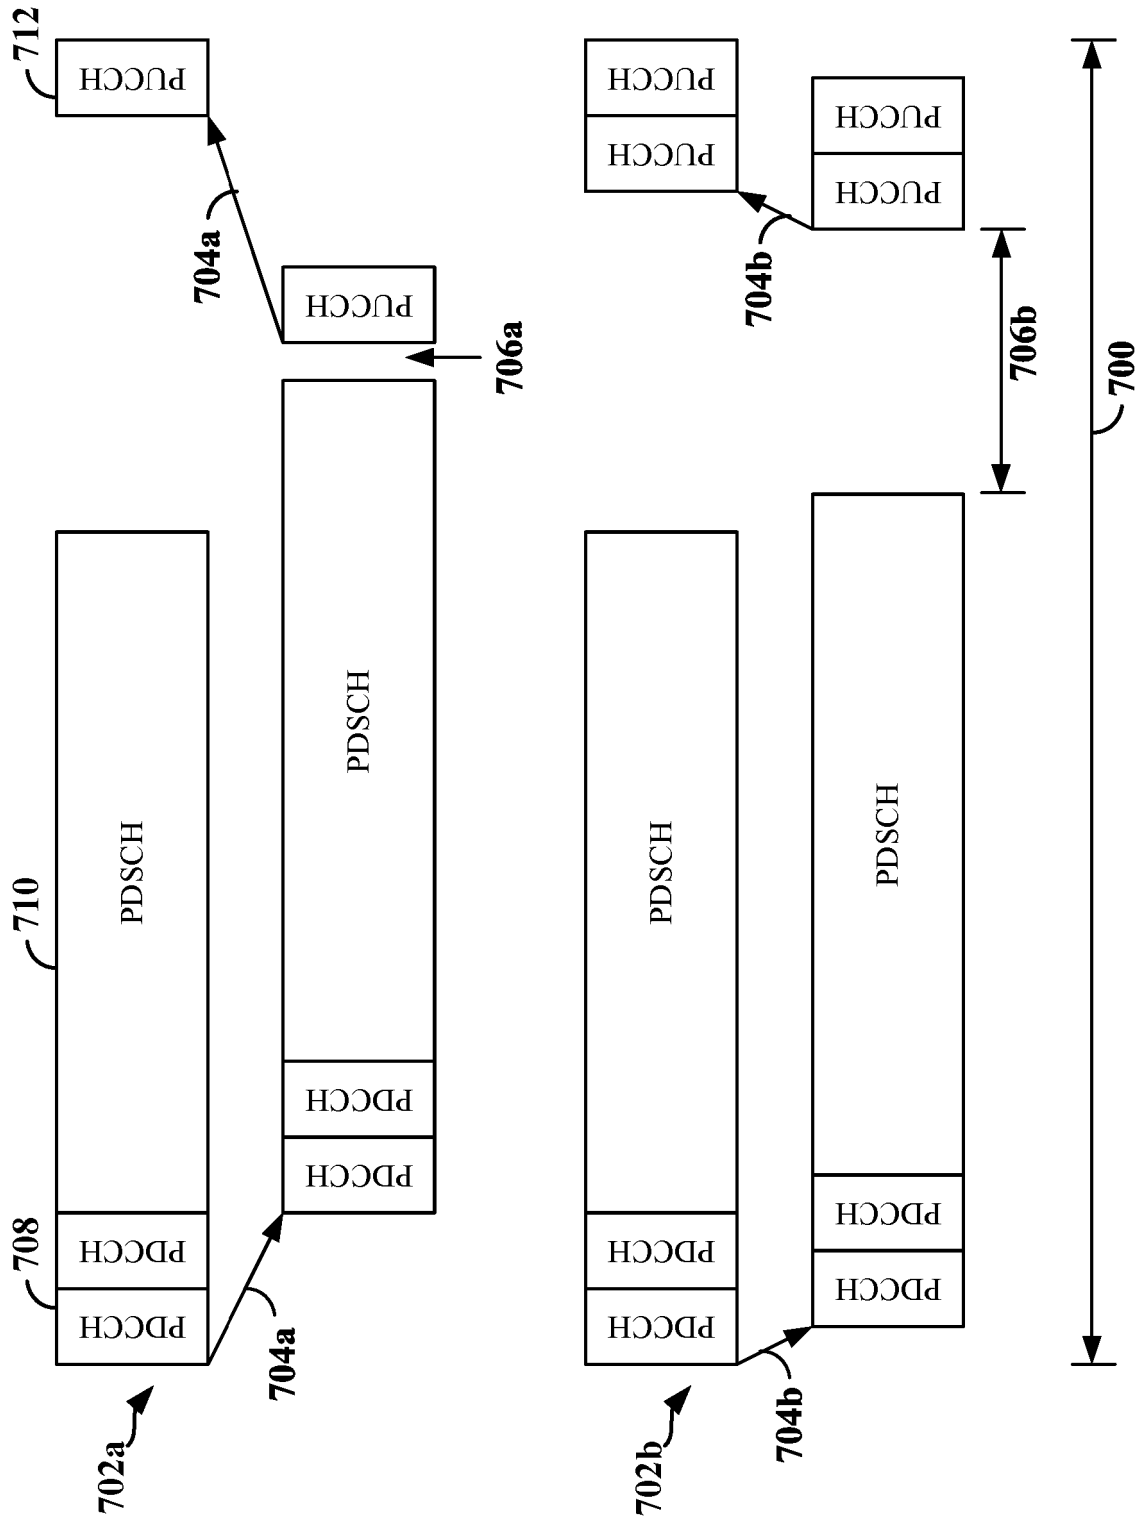 708
710
712
702a
PDCCH
PDCCH
PDSCH
PUCCH
704a
704a
PDCCH
PDCCH
PDSCH
PUCCH
706a
702b
PDCCH
PDCCH
PDSCH
PUCCH
PUCCH
704b
704b
PDCCH
PDCCH
PDSCH
PUCCH
PUCCH
706b
700